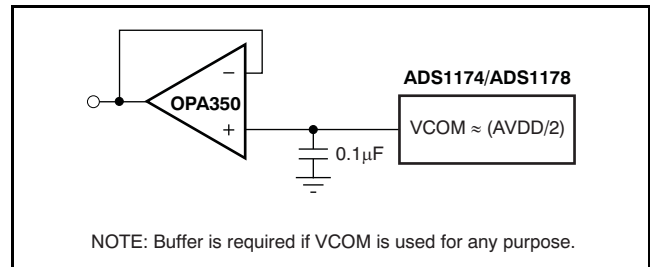 ADS1174/ADS1178
−
OPA350
+
VCOM ≈ (AVDD/2)
0.1μF
NOTE: Buffer is required if VCOM is used for any purpose.